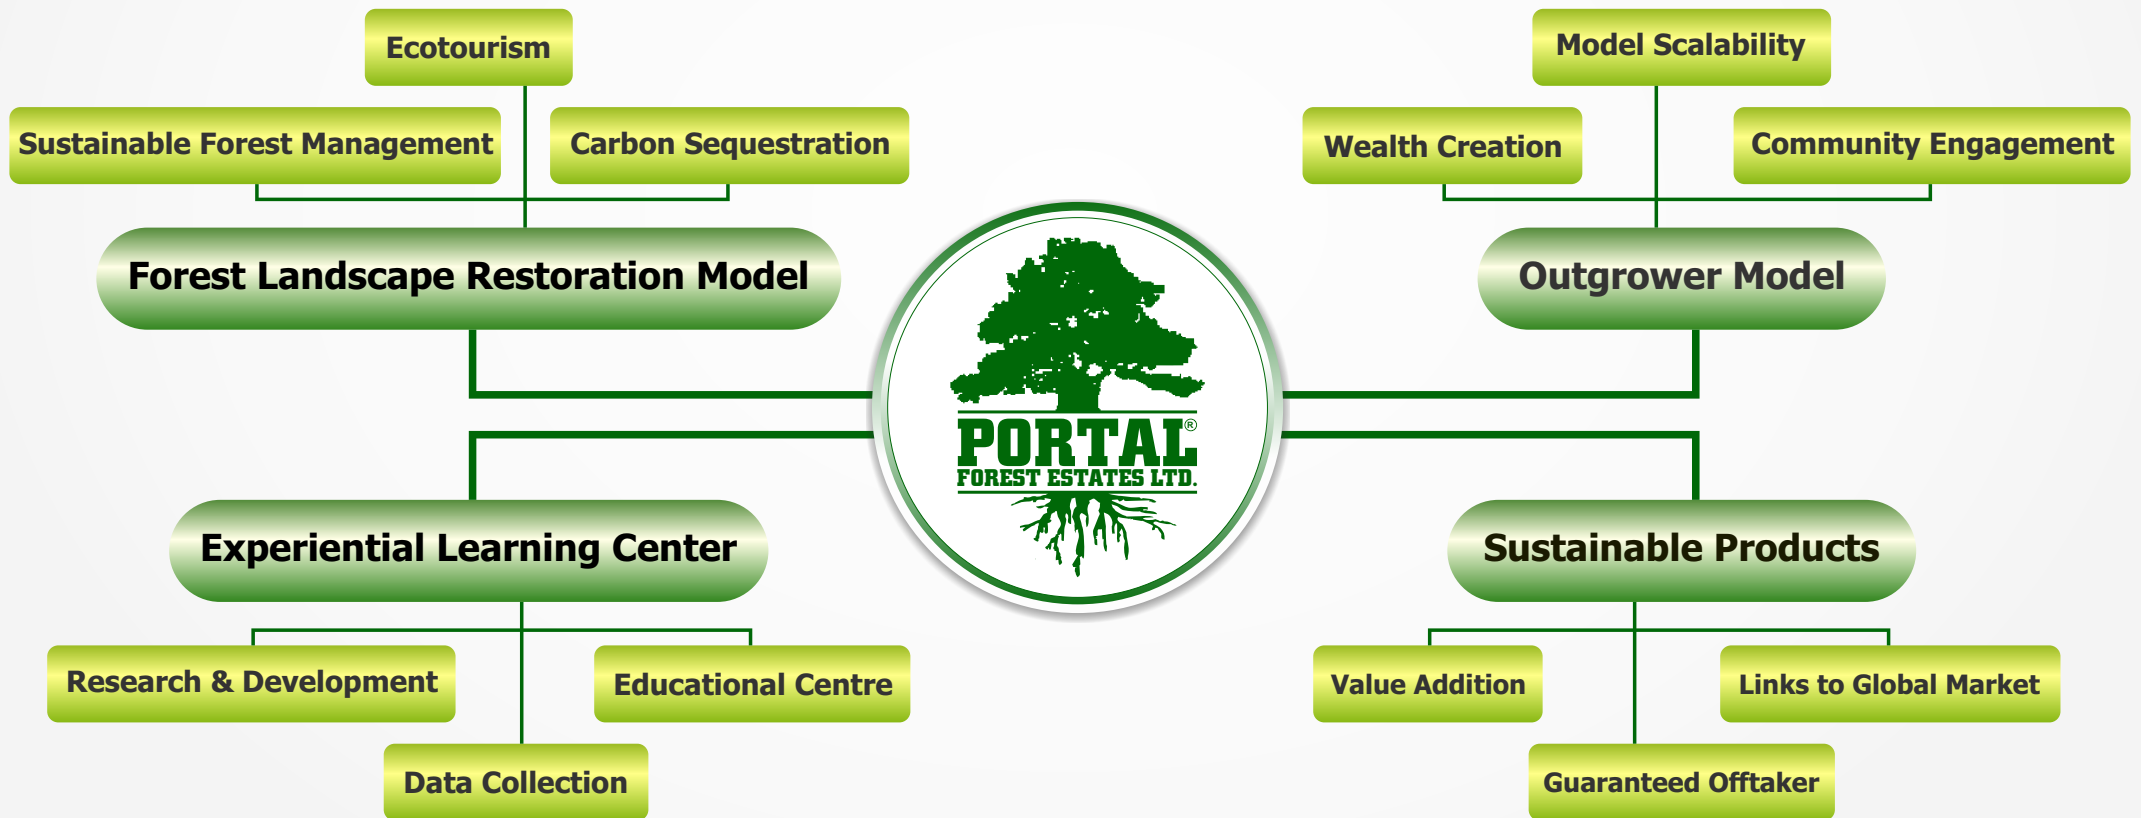 Ecotourism
Sustainable Forest Management
Carbon Sequestration
Forest Landscape Restoration Model
Model Scalability
Wealth Creation
Community Engagement
Outgrower Model
PORTAL®
FOREST ESTATES LTD.
Experiential Learning Center
Research & Development
Educational Centre
Data Collection
Sustainable Products
Value Addition
Links to Global Market
Guaranteed Offtaker